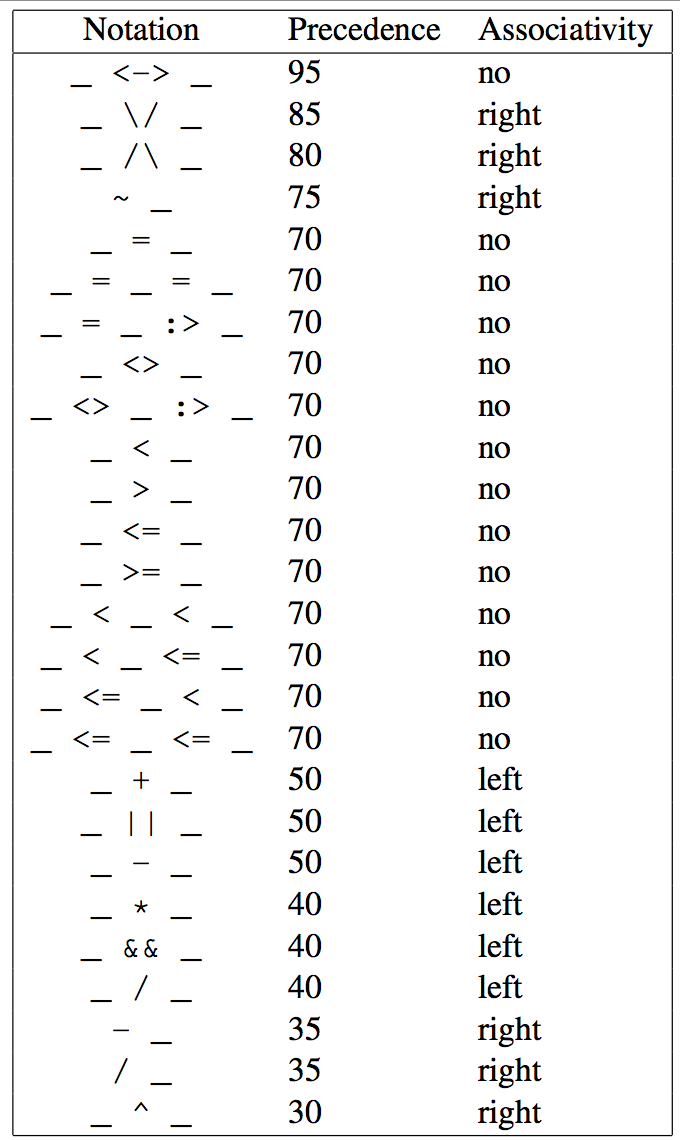 Notation Precedence Associativity
_ <-> _ 95 no
_ \/ _ 85 right
_ /\ _ 80 right
~ _ 75 right
_ = _ 70 no
_ = _ = _ 70 no
_ = _ :> _ 70 no
_ <> _ 70 no
_ <> _ :> _ 70 no
_ < _ 70 no
_ > _ 70 no
_ <= _ 70 no
_ >= _ 70 no
_ < _ < _ 70 no
_ < _ <= _ 70 no
_ <= _ < _ 70 no
_ <= _ <= _ 70 no
_ + _ 50 left
_ || _ 50 left
_ - _ 50 left
_ * _ 40 left
_ && _ 40 left
_ / _ 40 left
- _ 35 right
/ _ 35 right
_ ^ _ 30 right